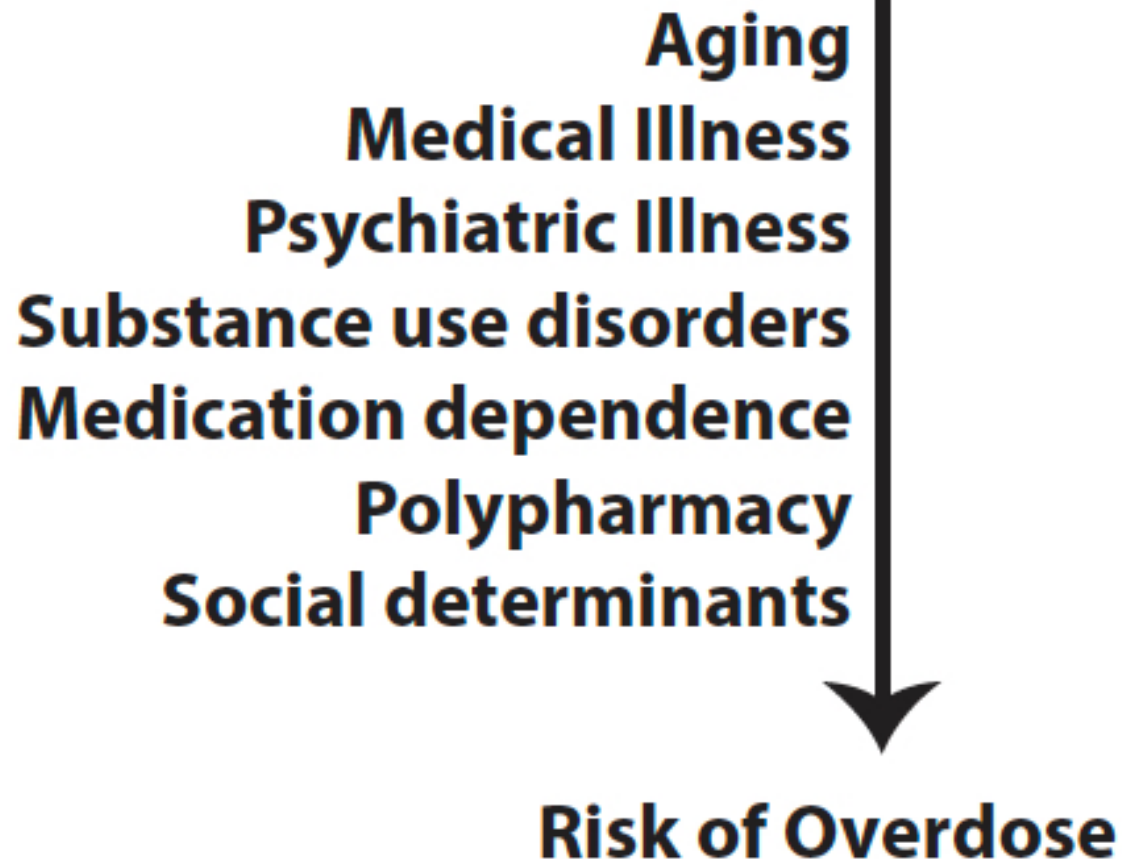 Aging
Medical Illness
Psychiatric Illness
Substance use disorders
Medication dependence
Polypharmacy
Social determinants
Risk of Overdose